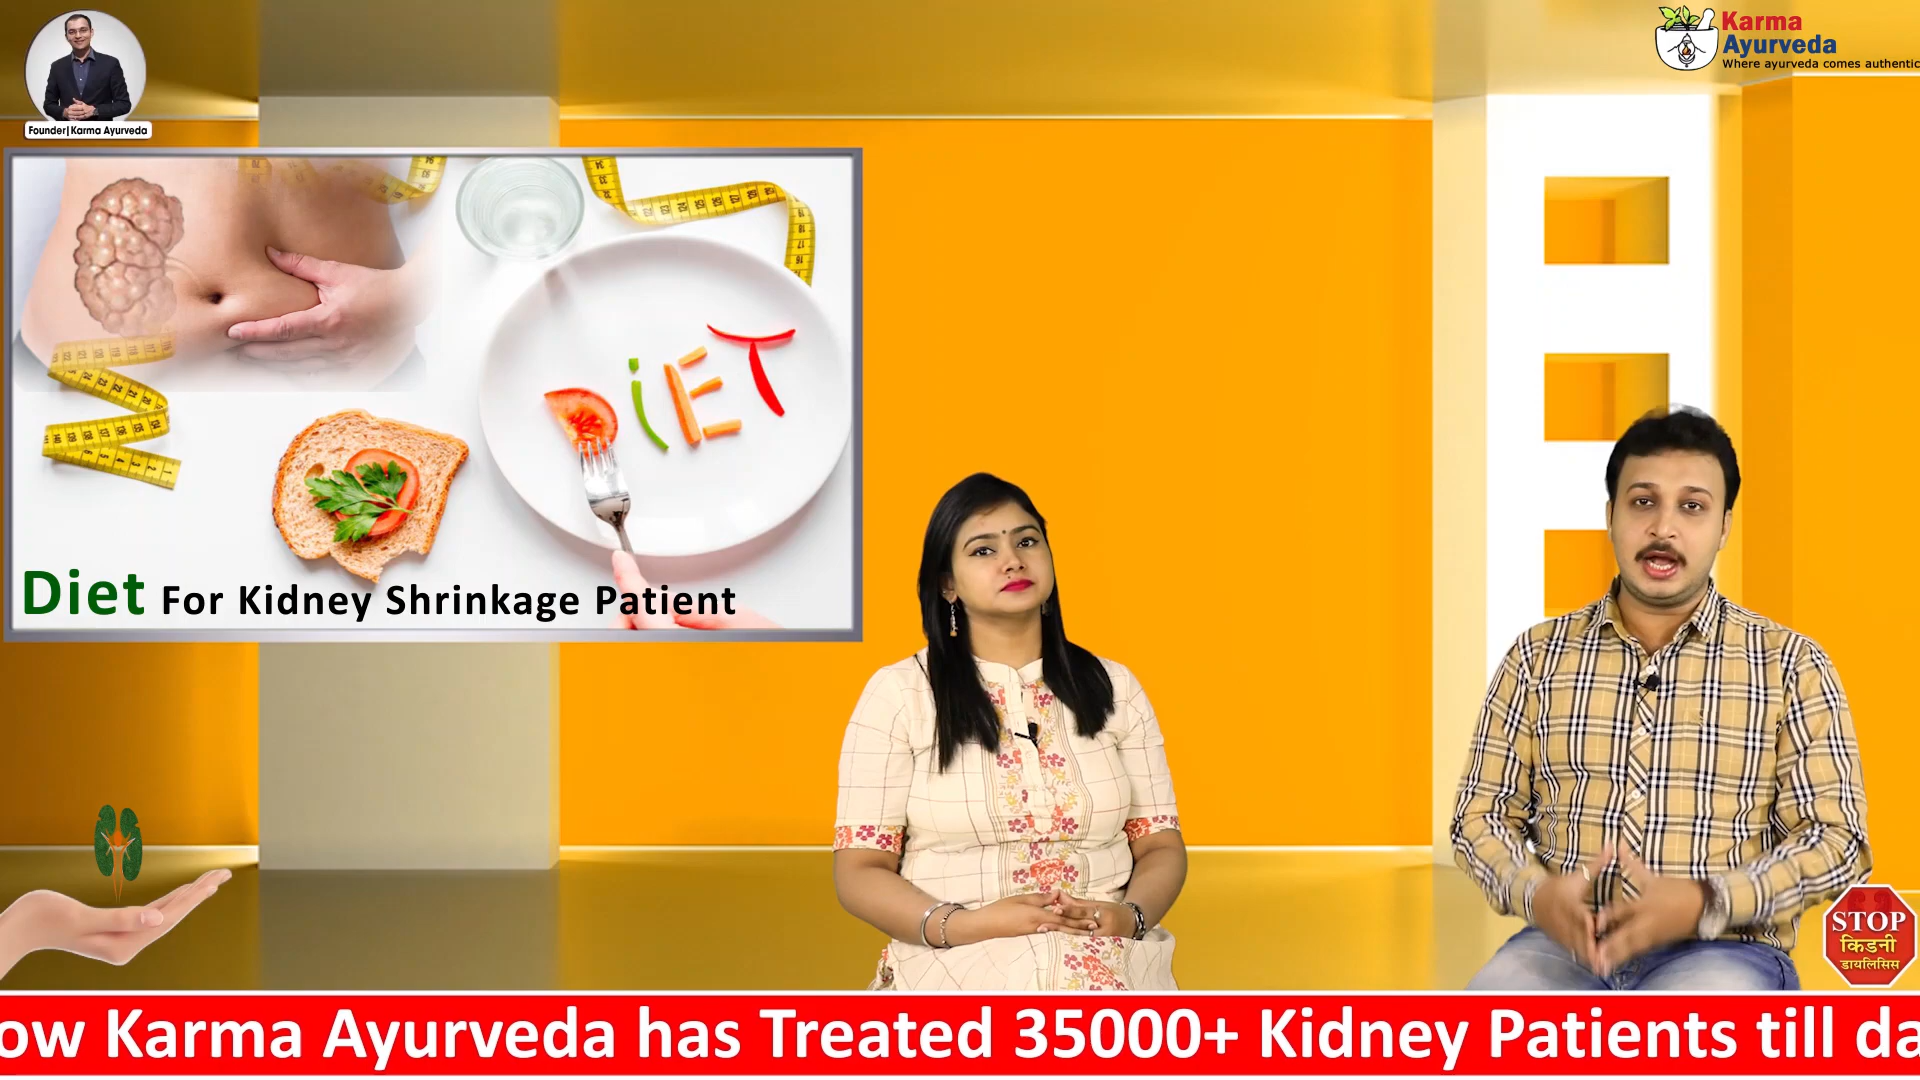 Founder|Karma Ayurveda
Karma
Ayurveda
Where ayurveda comes authentic
DiET
Diet For Kidney Shrinkage Patient
STOP
किडनी
डायलिसिस
ow Karma Ayurveda has Treated 35000+ Kidney Patients till da